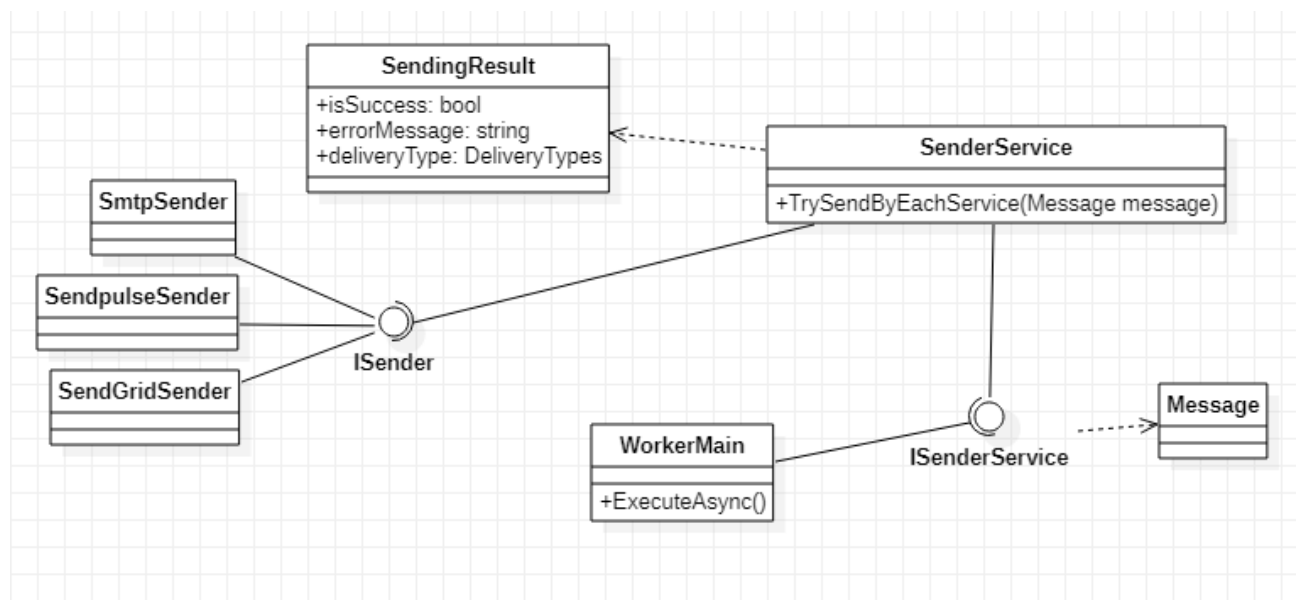 SendingResult
+isSuccess: bool
+errorMessage: string
+deliveryType: DeliveryTypes
SenderService
+TrySendByEachService(Message message)
SmtpSender
SendpulseSender
SendGridSender
ISender
WorkerMain
+ExecuteAsync()
ISenderService
Message